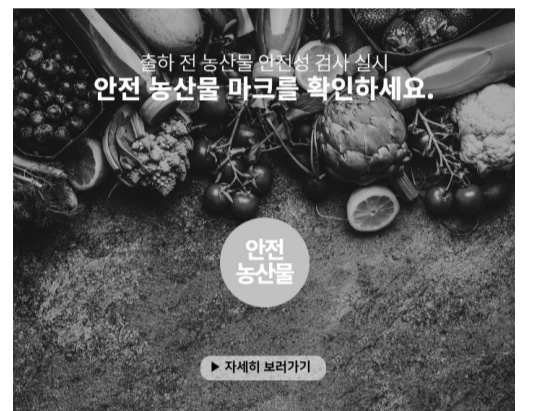 출하 전 농산물 안전성 검사 실시
안전 농산물 마크를 확인하세요.
안전
농산물
▶ 자세히 보러가기